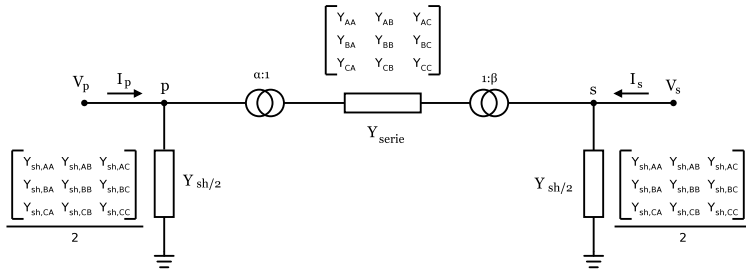 Y_AA Y_AB Y_AC
Y_BA Y_BB Y_BC
Y_CA Y_CB Y_CC
α:1
1:β
V_p
I_p
p
s
I_s
V_s
Y_serie
Y_sh,AA Y_sh,AB Y_sh,AC
Y_sh,BA Y_sh,BB Y_sh,BC
Y_sh,CA Y_sh,CB Y_sh,CC
2
Y_sh/2
Y_sh/2
Y_sh,AA Y_sh,AB Y_sh,AC
Y_sh,BA Y_sh,BB Y_sh,BC
Y_sh,CA Y_sh,CB Y_sh,CC
2